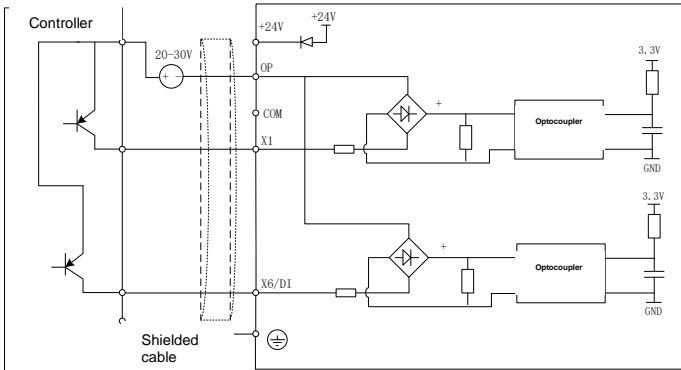 Controller
+24V
+24V
20-30V
3.3V
OP
+
-
+
COM
Optocoupler
X1
GND
3.3V
+
Optocoupler
X6/DI
GND
Shielded
cable